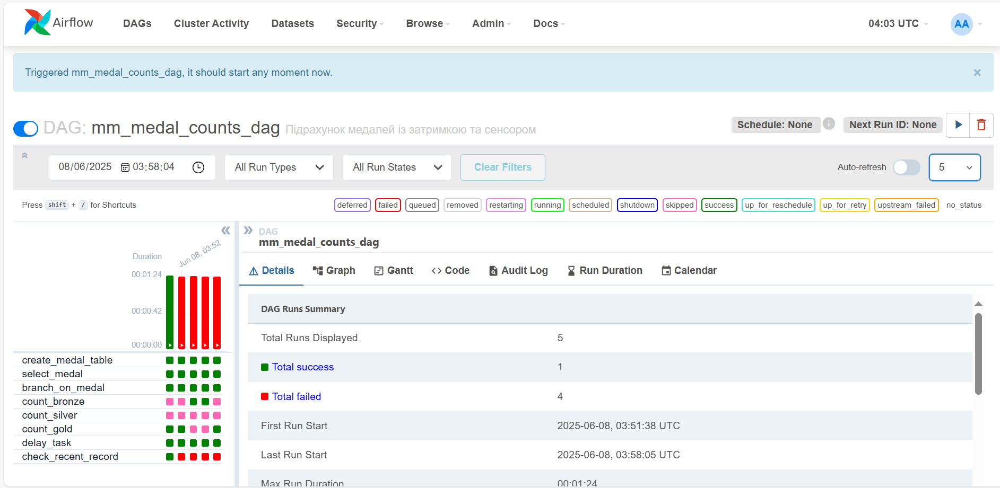 Airflow DAGs Cluster Activity Datasets Security Browse Admin Docs 04:03 UTC AA
Triggered mm_medal_counts_dag, it should start any moment now. ×
DAG: mm_medal_counts_dag Підрахунок медалей із затримкою та сенсором Schedule: None i Next Run ID: None
08/06/2025 03:58:04 All Run Types All Run States Clear Filters Auto-refresh 5
Press shift + / for Shortcuts deferred failed queued removed restarting running scheduled shutdown skipped success up_for_reschedule up_for_retry upstream_failed no_status
Duration
Jun 08, 03:52
00:01:24
00:00:42
00:00:00
create_medal_table
select_medal
branch_on_medal
count_bronze
count_silver
count_gold
delay_task
check_recent_record
DAG
mm_medal_counts_dag
Details Graph Gantt Code Audit Log Run Duration Calendar
DAG Runs Summary
Total Runs Displayed 5
Total success 1
Total failed 4
First Run Start 2025-06-08, 03:51:38 UTC
Last Run Start 2025-06-08, 03:58:05 UTC
Max Run Duration 00:01:24